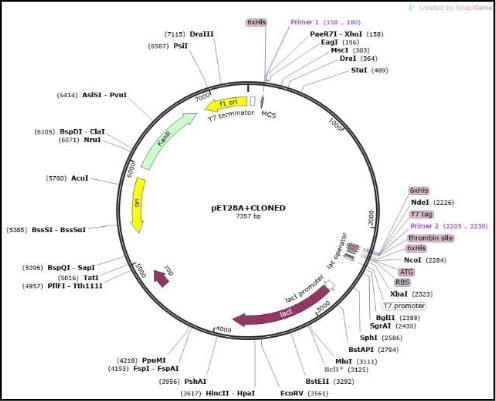 Created by SnapGene
6xHis
Primer 1 (158 .. 180)
(7115) DraIII
PaeR7I - XhoI (158)
(6987) PsiI
EagI (196)
MscI (303)
DraI (364)
StuI (489)
(6414) AsiSI - PvuI
7000
f1 ori
T7 terminator
MCS
1000
KanR
(6105) BspDI - ClaI
(6071) NruI
6000
(5760) AcuI
ori
6xHis
NdeI (2226)
pET28A+CLONED
7357 bp
2000
T7 tag
(5385) BssSI - BssSαI
Primer 2 (2205 .. 2230)
thrombin site
6xHis
lac operator
NcoI (2284)
(5096) BspQI - SapI
ATG
(5016) TatI
5000
rop
RBS
(4957) PflFI - Tth111I
XbaI (2323)
lacI promoter
T7 promoter
lacI
3000
BglII (2389)
SgrAI (2430)
4000
SphI (2586)
BstAPI (2794)
(4218) PpuMI
MluI (3111)
(4193) FspI - FspAI
BclI* (3125)
(3956) PshAI
BstEII (3292)
(3617) HincII - HpaI
EcoRV (3561)